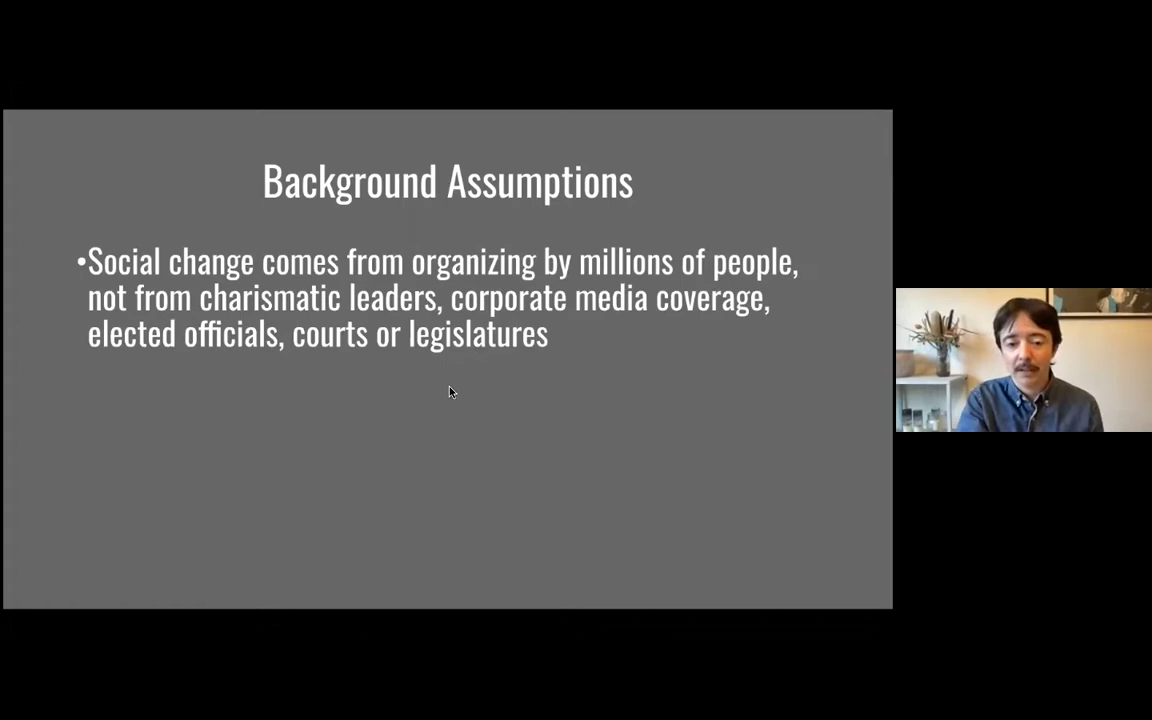 Background Assumptions
•Social change comes from organizing by millions of people,
not from charismatic leaders, corporate media coverage,
elected officials, courts or legislatures